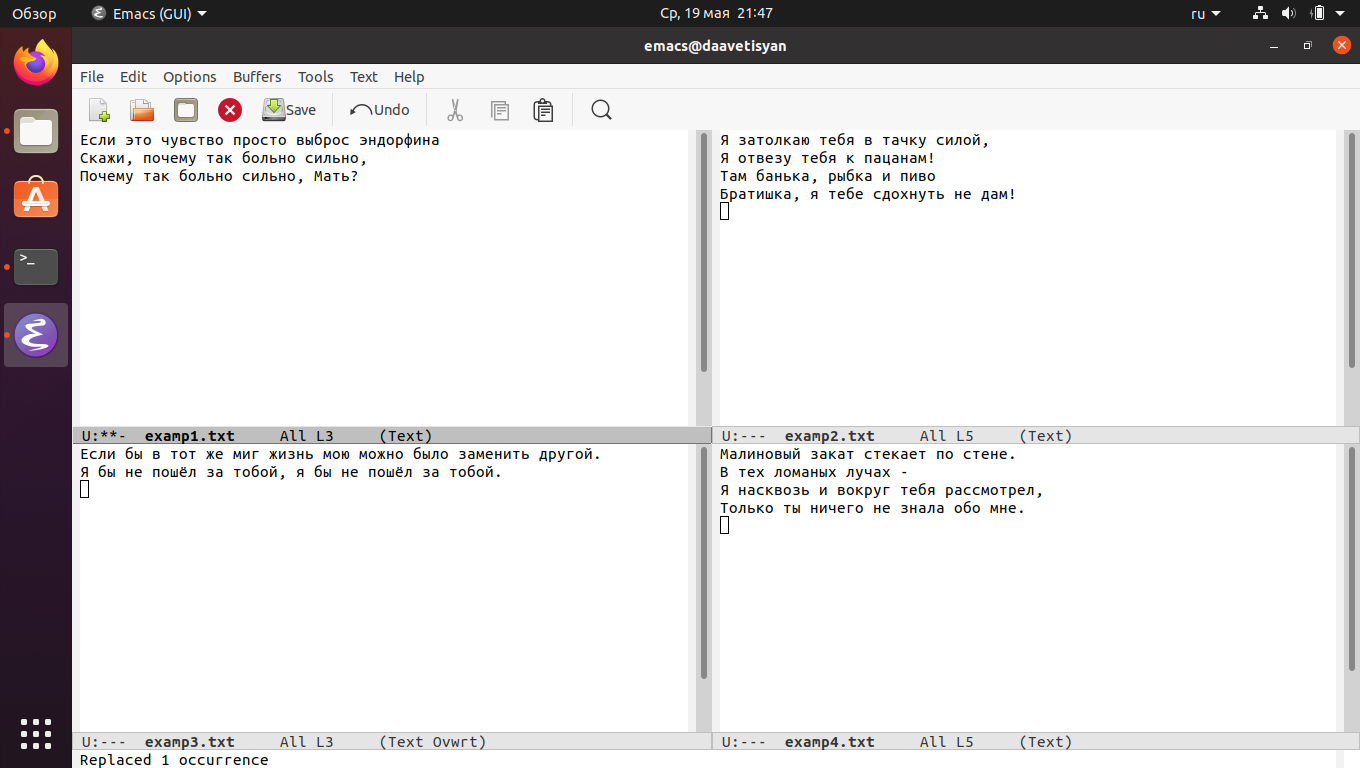 Обзор Emacs (GUI) Ср, 19 мая 21:47 ru
emacs@daavetisyan
File Edit Options Buffers Tools Text Help
Save Undo
Если это чувство просто выброс эндорфина
Скажи, почему так больно сильно,
Почему так больно сильно, Мать?
U:**- examp1.txt All L3 (Text)
Я затолкаю тебя в тачку силой,
Я отвезу тебя к пацанам!
Там банька, рыбка и пиво
Братишка, я тебе сдохнуть не дам!
U:--- examp2.txt All L5 (Text)
Если бы в тот же миг жизнь мою можно было заменить другой.
Я бы не пошёл за тобой, я бы не пошёл за тобой.
U:--- examp3.txt All L3 (Text Ovwrt)
Малиновый закат стекает по стене.
В тех ломаных лучах -
Я насквозь и вокруг тебя рассмотрел,
Только ты ничего не знала обо мне.
U:--- examp4.txt All L5 (Text)
Replaced 1 occurrence